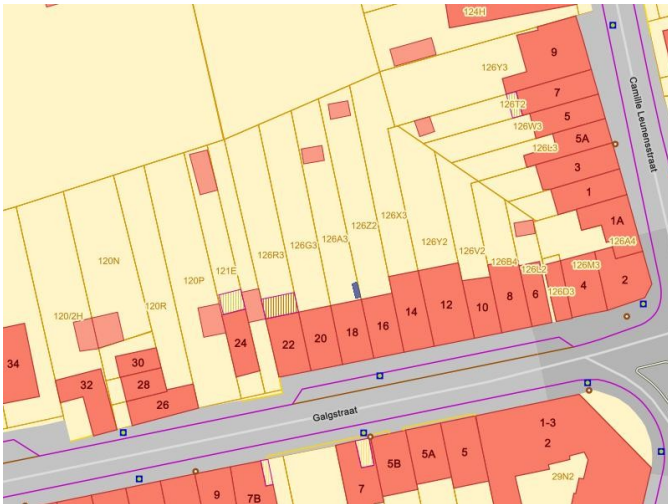 124H
9
126Y3
7
126T2
5
126W3
5A
126L3
3
1
1A
126A4
Camille Leunensstraat
126X3
126Z2
126A3
126G3
126R3
126Y2
126V2
126B4
126L2
126D3
126M3
120N
120P
121E
120R
120/2H
34
32
30
28
26
24
22
20
18
16
14
12
10
8
6
4
2
Galgstraat
9
7B
7
5B
5A
5
1-3
2
29N2